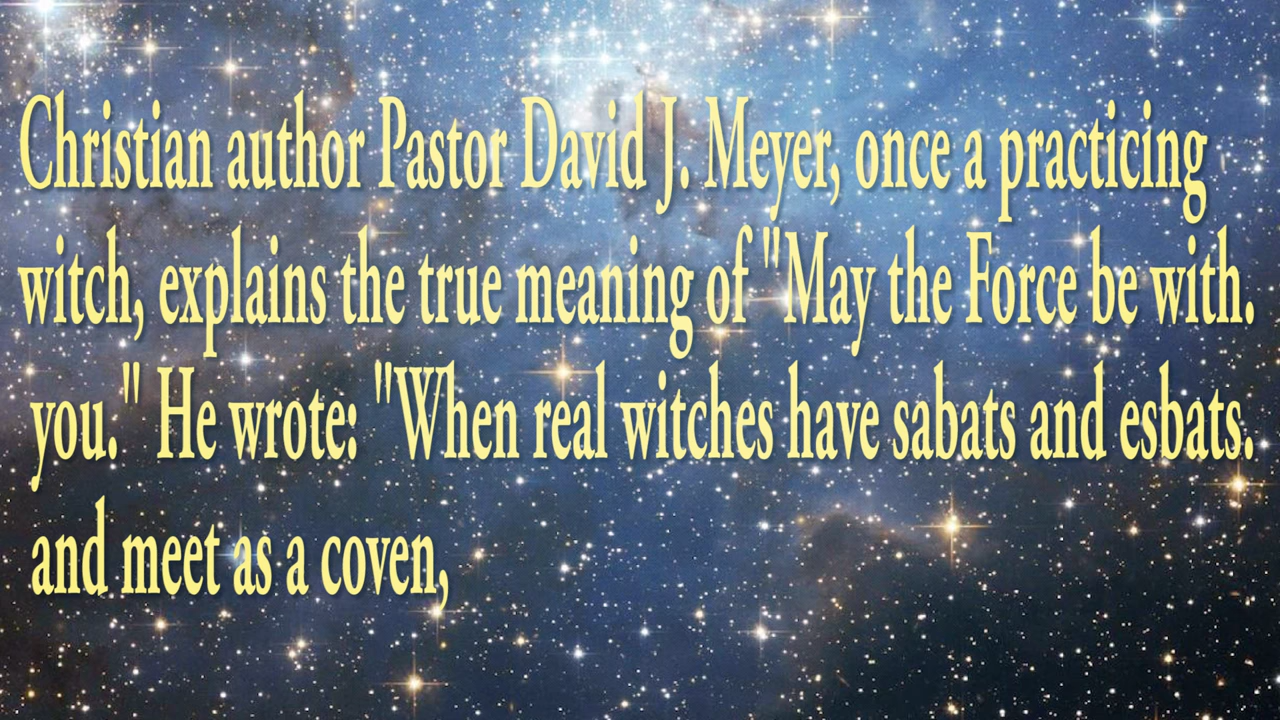 Christian author Pastor David J. Meyer, once a practicing
witch, explains the true meaning of "May the Force be with.
you." He wrote: "When real witches have sabats and esbats.
and meet as a coven,